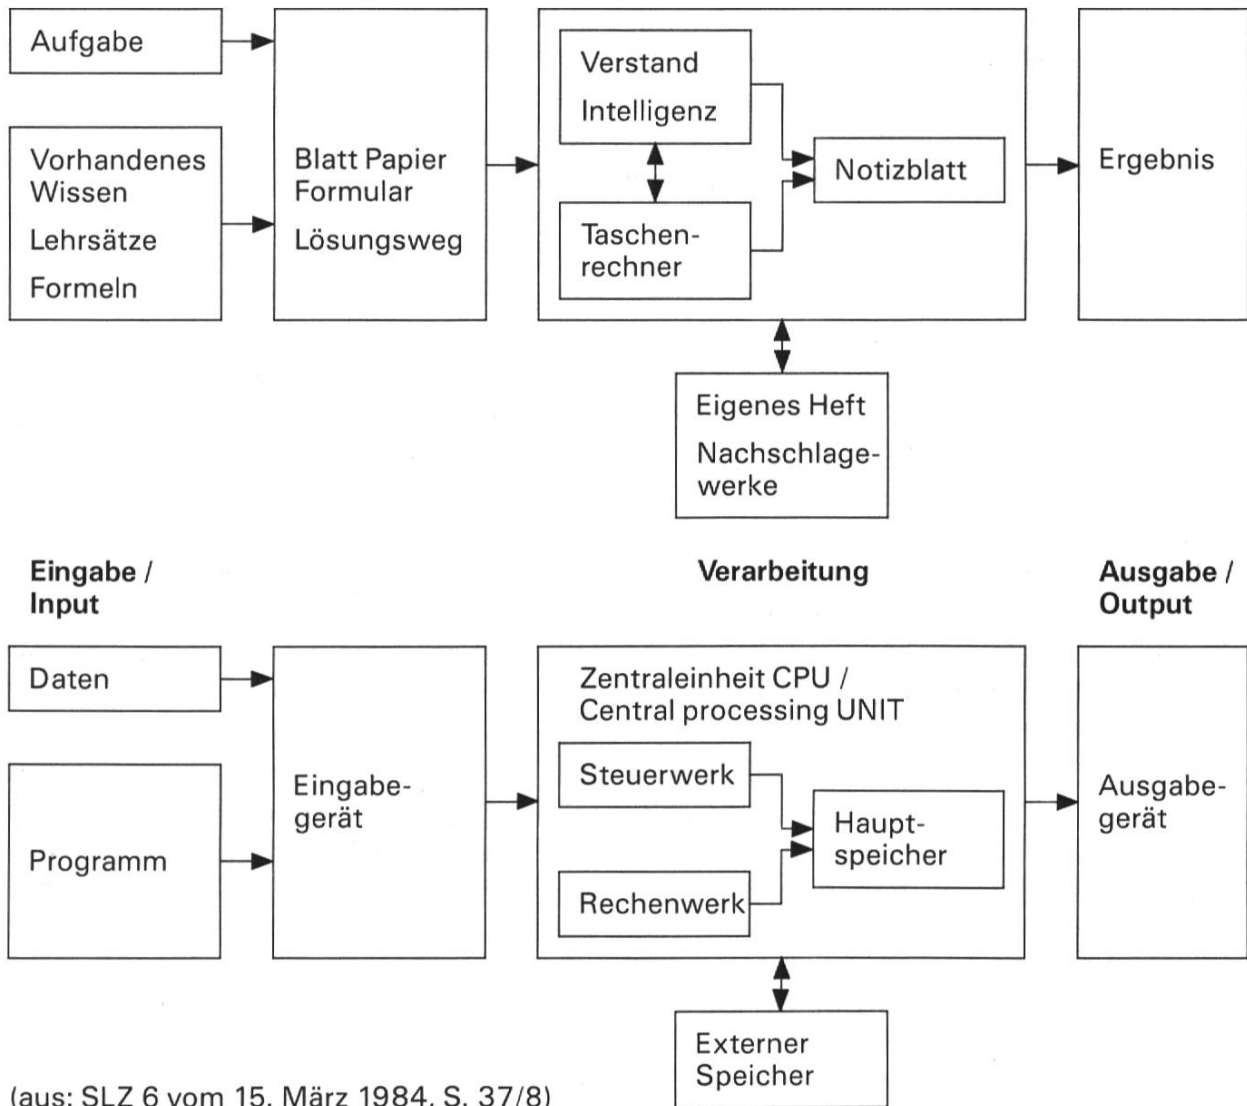 Aufgabe
Vorhandenes
Wissen
Lehrsätze
Formeln
Blatt Papier
Formular
Lösungsweg
Verstand
Intelligenz
Taschen-
rechner
Notizblatt
Ergebnis
Eigenes Heft
Nachschlage-
werke
Eingabe /
Input
Verarbeitung
Ausgabe /
Output
Daten
Programm
Eingabe-
gerät
Zentraleinheit CPU /
Central processing UNIT
Steuerwerk
Rechenwerk
Haupt-
speicher
Ausgabe-
gerät
Externer
Speicher
(aus: SLZ 6 vom 15. März 1984, S. 37/8)